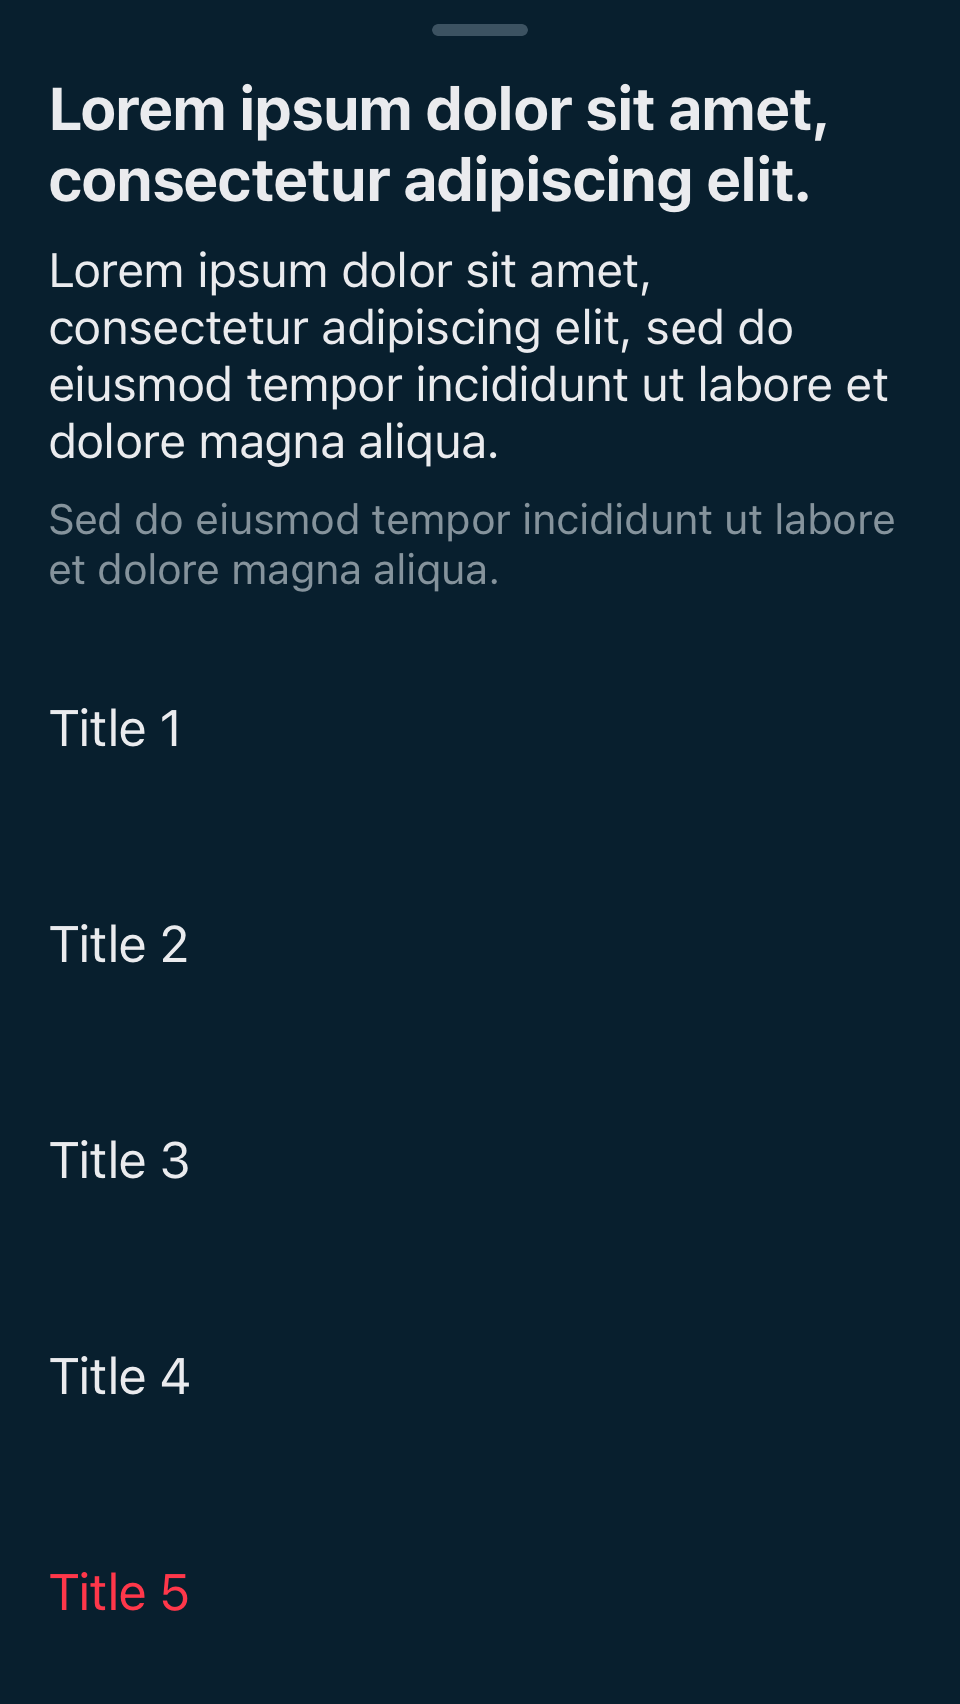 Lorem ipsum dolor sit amet,
consectetur adipiscing elit.
Lorem ipsum dolor sit amet,
consectetur adipiscing elit, sed do
eiusmod tempor incididunt ut labore et
dolore magna aliqua.
Sed do eiusmod tempor incididunt ut labore
et dolore magna aliqua.
Title 1
Title 2
Title 3
Title 4
Title 5